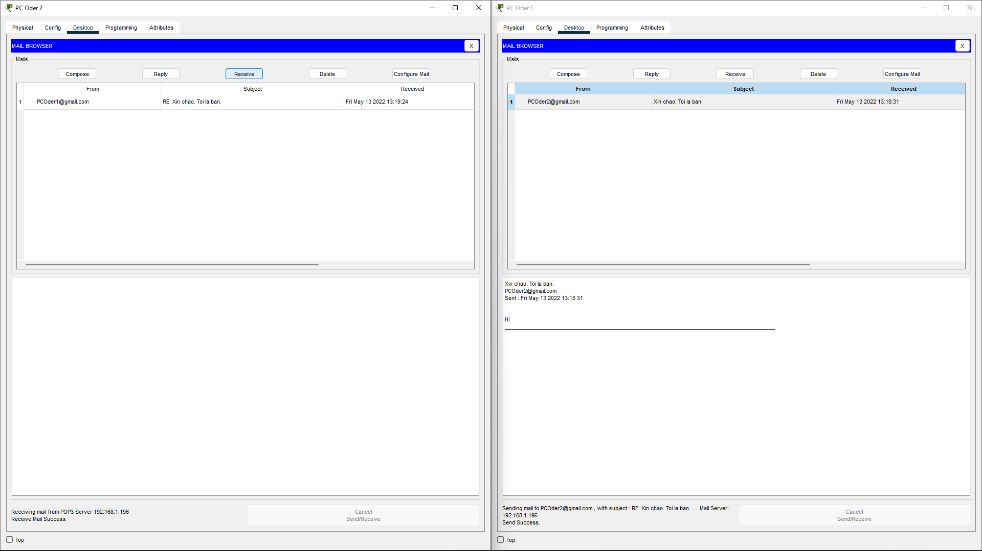 PC Oder 2
Physical Config Desktop Programming Attributes
MAIL BROWSER
X
Mails
Compose Reply Receive Delete Configure Mail
From Subject Received
1 PCOder1@gmail.com RE: Xin chao. Toi la ban. Fri May 13 2022 13:19:24
Receiving mail from POP3 Server 192.168.1.196
Receive Mail Success.
Cancel
Send/Receive
Top
PC Oder 1
Physical Config Desktop Programming Attributes
MAIL BROWSER
X
Mails
Compose Reply Receive Delete Configure Mail
From Subject Received
1 PCOder2@gmail.com Xin chao. Toi la ban. Fri May 13 2022 13:18:31
Xin chao. Toi la ban.
PCOder2@gmail.com
Sent : Fri May 13 2022 13:18:31
Hi
Sending mail to PCOder2@gmail.com , with subject : RE: Xin chao. Toi la ban. .. Mail Server:
192.168.1.196
Send Success.
Cancel
Send/Receive
Top